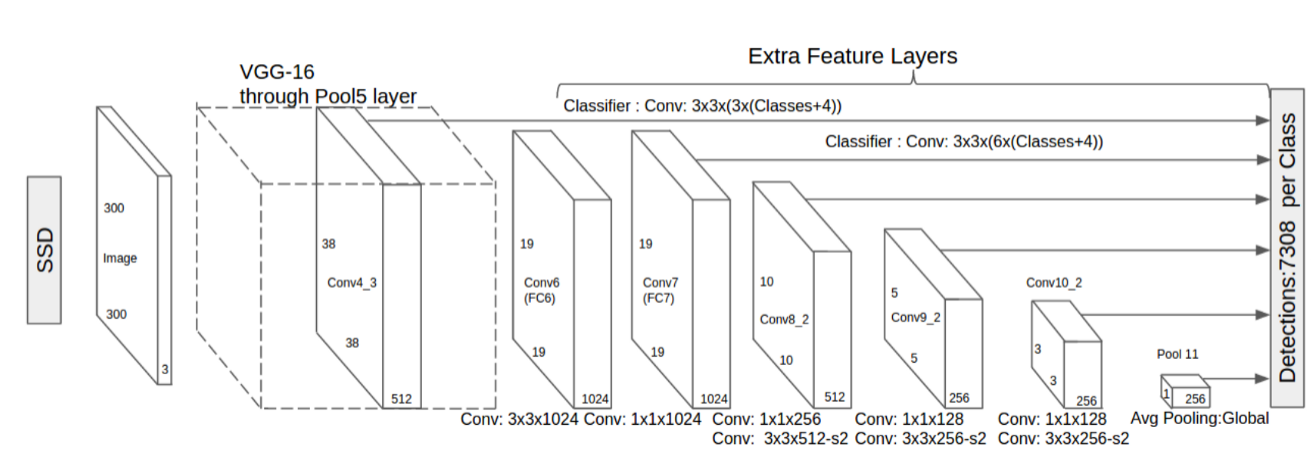 Extra Feature Layers
VGG-16
through Pool5 layer
Classifier : Conv: 3x3x(3x(Classes+4))
Classifier : Conv: 3x3x(6x(Classes+4))
SSD
300
Image
300
3
38
Conv4_3
38
512
19
Conv6
(FC6)
19
1024
19
Conv7
(FC7)
19
1024
10
Conv8_2
10
512
5
Conv9_2
5
256
Conv10_2
3
3
256
Pool 11
1
256
Conv: 3x3x1024
Conv: 1x1x1024
Conv: 1x1x256
Conv: 3x3x512-s2
Conv: 1x1x128
Conv: 3x3x256-s2
Conv: 1x1x128
Conv: 3x3x256-s2
Avg Pooling:Global
Detections:7308 per Class